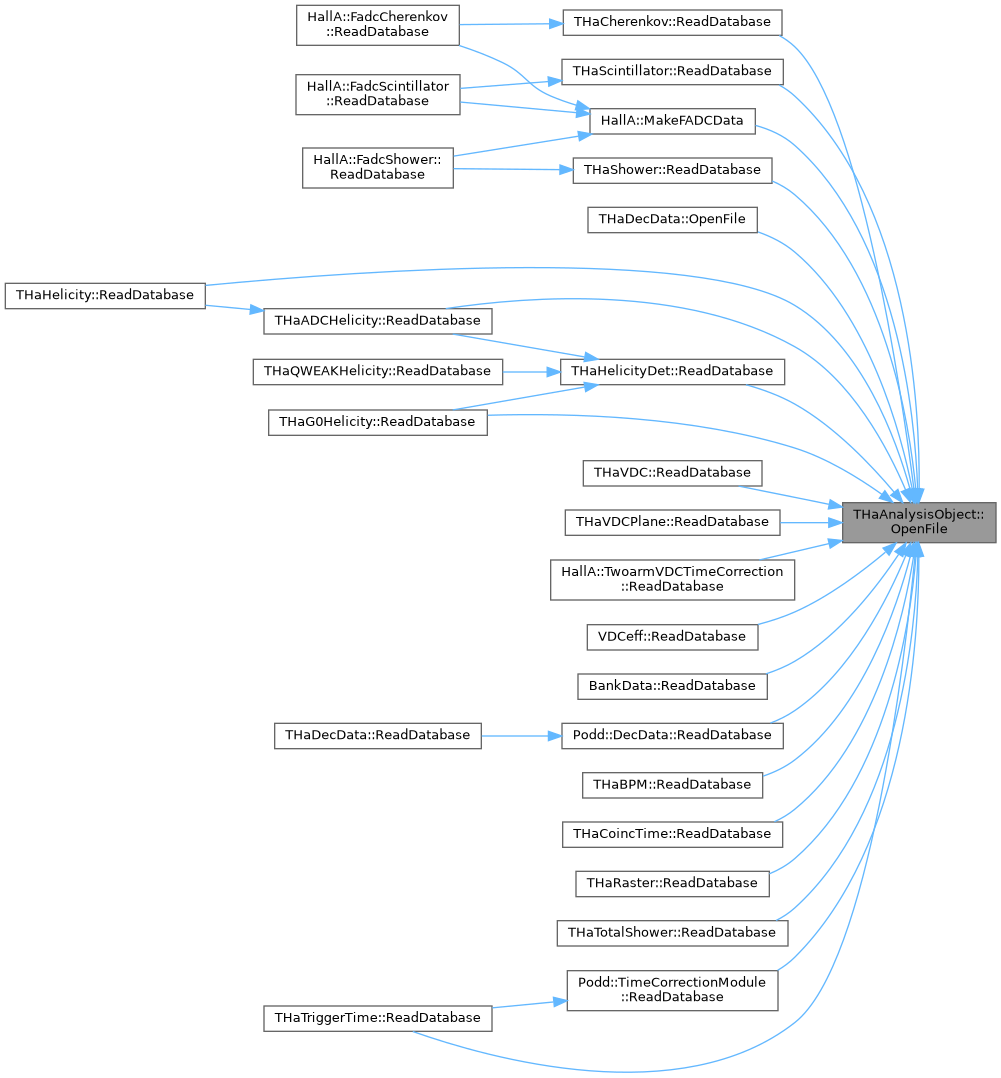 HallA::FadcCherenkov
::ReadDatabase
THaCherenkov::ReadDatabase
HallA::FadcScintillator
::ReadDatabase
THaScintillator::ReadDatabase
HallA::MakeFADCData
HallA::FadcShower::
ReadDatabase
THaShower::ReadDatabase
THaDecData::OpenFile
THaHelicity::ReadDatabase
THaADCHelicity::ReadDatabase
THaQWEAKHelicity::ReadDatabase
THaHelicityDet::ReadDatabase
THaG0Helicity::ReadDatabase
THaVDC::ReadDatabase
THaVDCPlane::ReadDatabase
THaAnalysisObject::
OpenFile
HallA::TwoarmVDCTimeCorrection
::ReadDatabase
VDCeff::ReadDatabase
BankData::ReadDatabase
THaDecData::ReadDatabase
Podd::DecData::ReadDatabase
THaBPM::ReadDatabase
THaCoincTime::ReadDatabase
THaRaster::ReadDatabase
THaTotalShower::ReadDatabase
Podd::TimeCorrectionModule
::ReadDatabase
THaTriggerTime::ReadDatabase